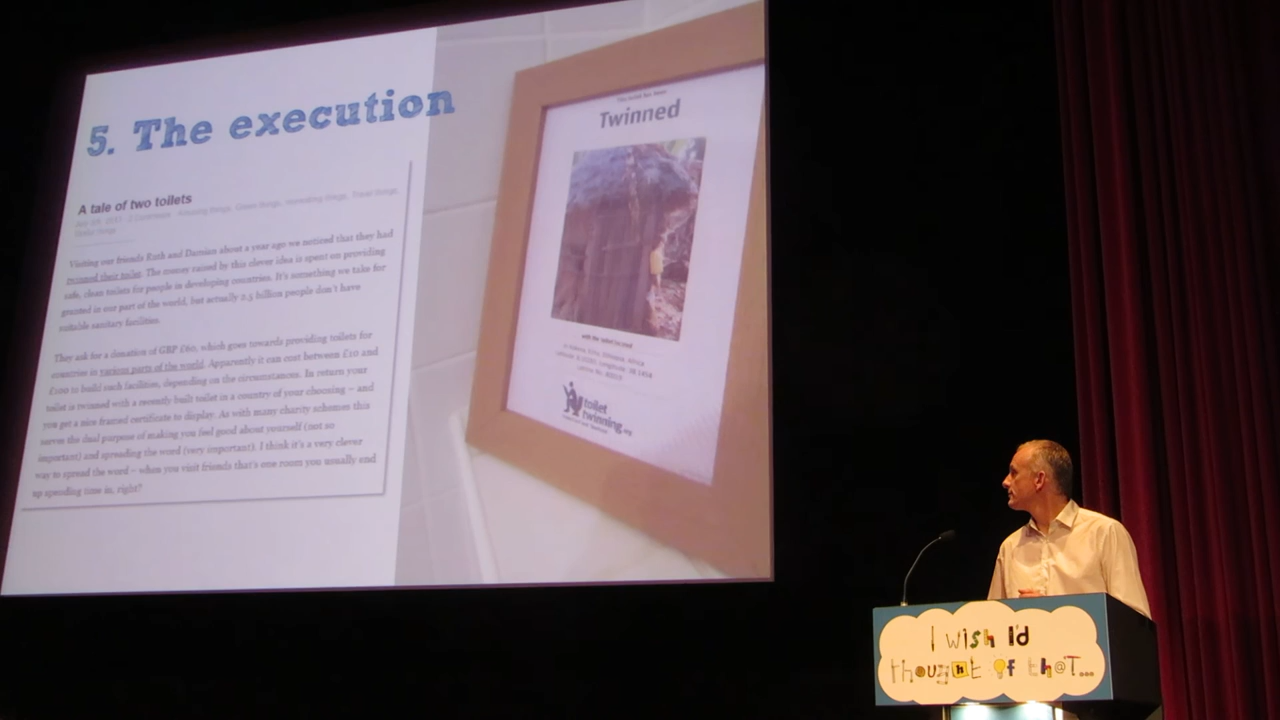 5. The execution
A tale of two toilets
Visiting our friends Ruth and Damian about a year ago we noticed that they had
twinned their toilet. The money raised by this clever idea is spent on providing
safe, clean toilets for people in developing countries. It's something we take for
granted in our part of the world, but actually 2.5 billion people don't have
suitable sanitary facilities.
They ask for a donation of GBP £60, which goes towards providing toilets for
countries in various parts of the world. Apparently it can cost between £10 and
£100 to build such facilities, depending on the circumstances. In return your
toilet is twinned with a recently built toilet in a country of your choosing – and
you get a nice framed certificate to display. As with many charity schemes this
serves the dual purpose of making you feel good about yourself (not so
important) and spreading the word (very important). I think it's a very clever
way to spread the word – when you visit friends that's one room you usually end
up spending time in, right?
Twinned
Ethiopia, Africa
toilet
twinning.org
I wish I'd
thought of th@T...